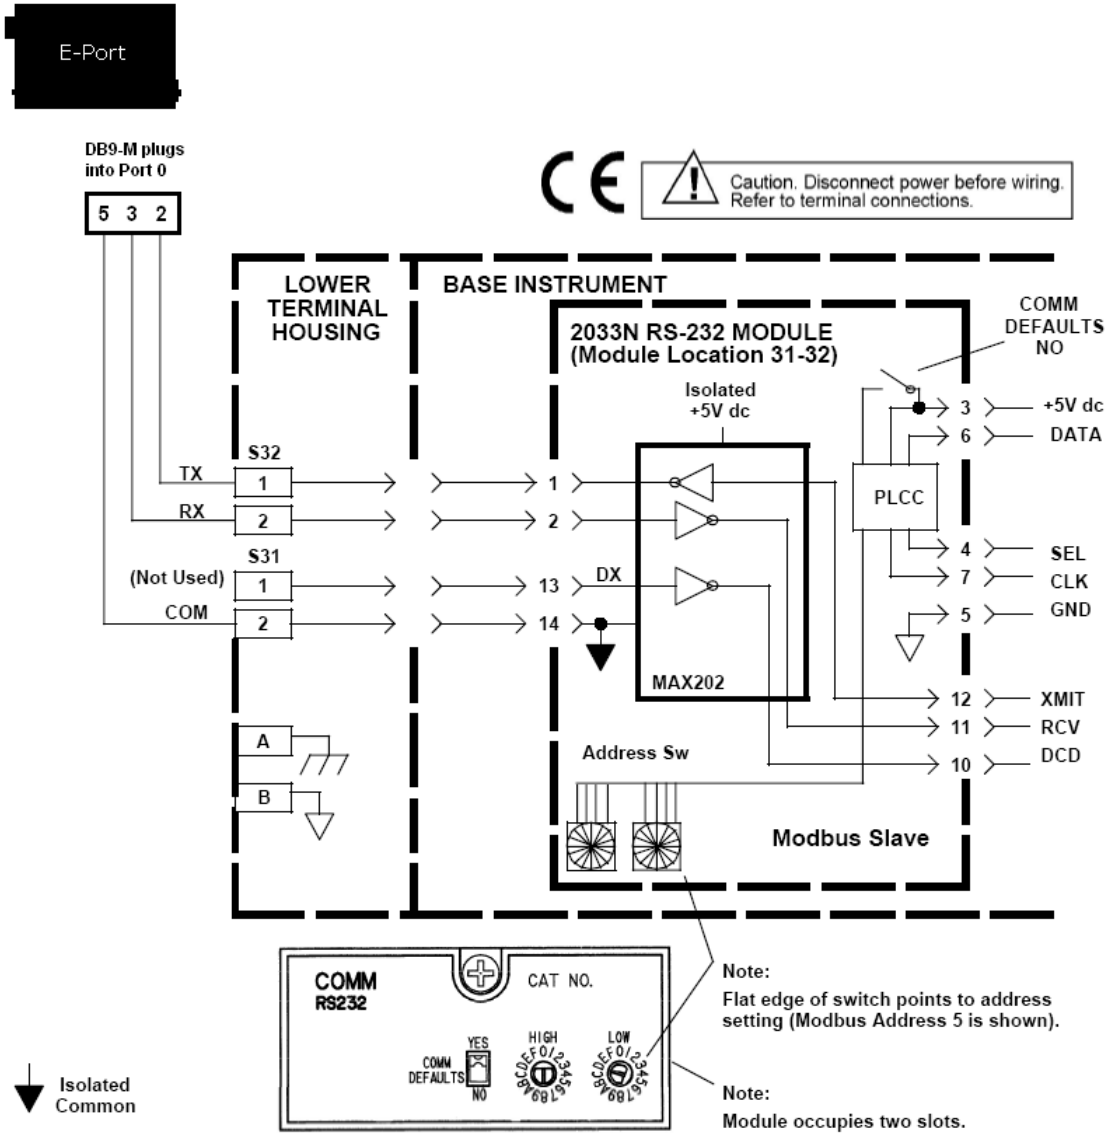 E-Port
DB9-M plugs
into Port 0
5 3 2
CE
Caution. Disconnect power before wiring.
Refer to terminal connections.
LOWER
TERMINAL
HOUSING
BASE INSTRUMENT
2033N RS-232 MODULE
(Module Location 31-32)
COMM
DEFAULTS
NO
Isolated
+5V dc
3 +5V dc
6 DATA
PLCC
4 SEL
7 CLK
5 GND
S32
TX 1 1
RX 2 2
S31
(Not Used) 1 13 DX
COM 2 14
MAX202
12 XMIT
11 RCV
10 DCD
A
B
Address Sw
Modbus Slave
COMM
RS232
CAT NO.
YES
COMM
DEFAULTS
NO
HIGH
0123456789ABCDEF
LOW
0123456789ABCDEF
Note:
Flat edge of switch points to address
setting (Modbus Address 5 is shown).
Note:
Module occupies two slots.
Isolated
Common